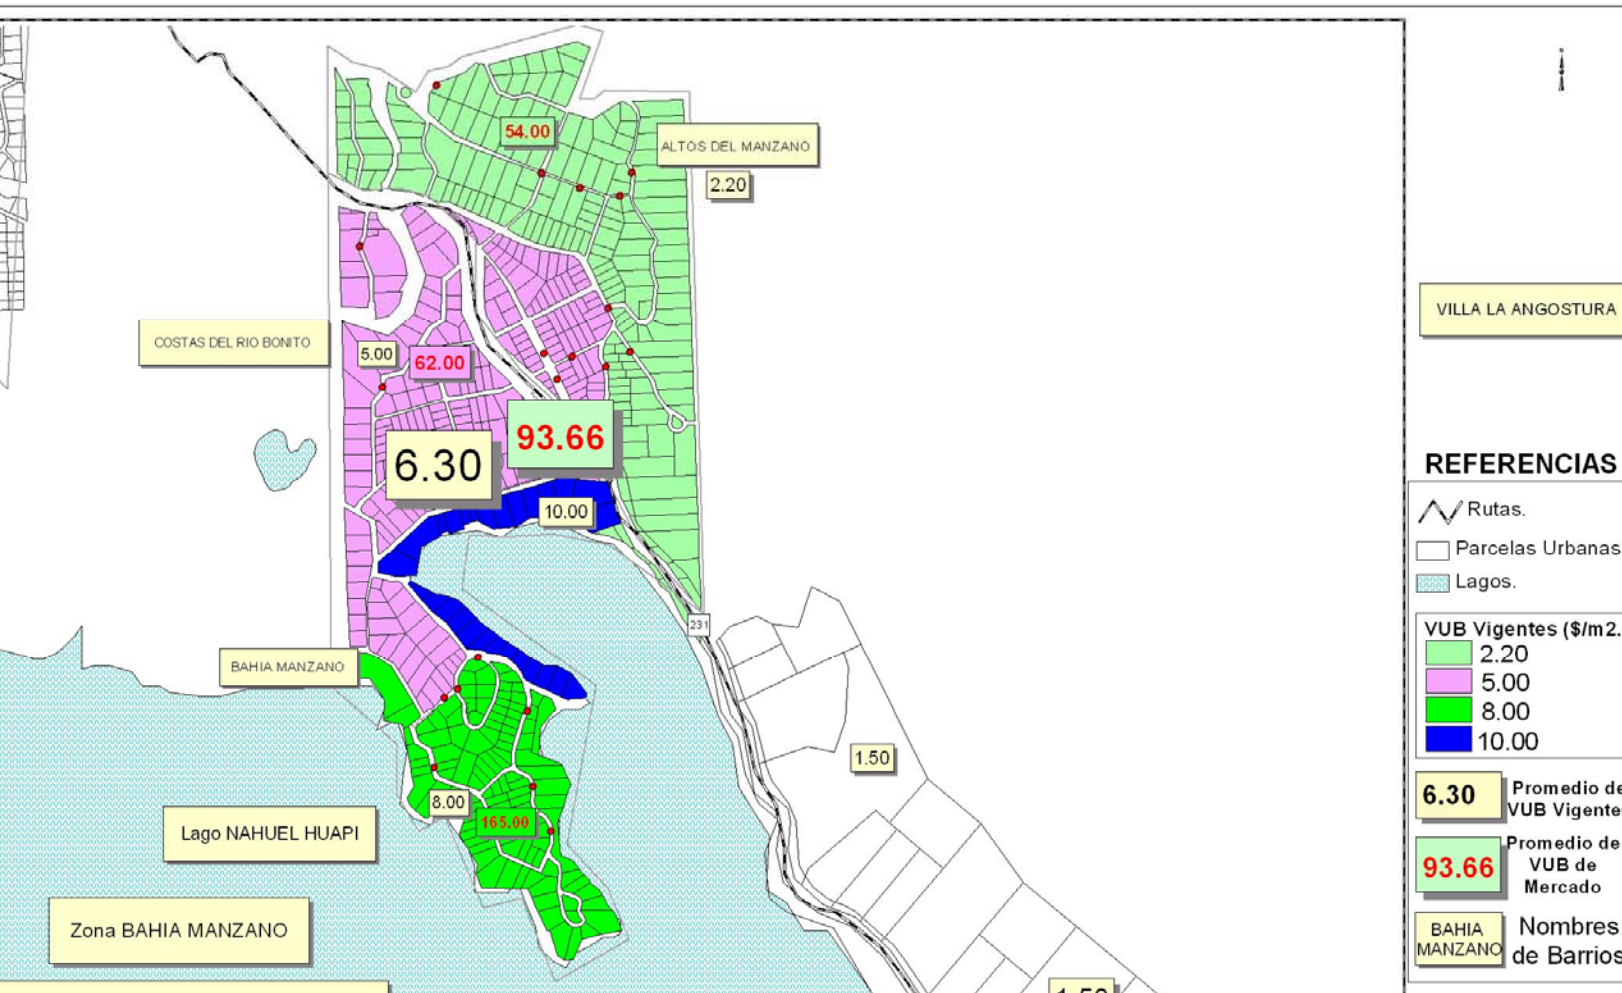 54.00
ALTOS DEL MANZANO
2.20
COSTAS DEL RIO BONITO
5.00
62.00
93.66
6.30
10.00
231
BAHIA MANZANO
1.50
8.00
165.00
Lago NAHUEL HUAPI
Zona BAHIA MANZANO
VILLA LA ANGOSTURA
REFERENCIAS
Rutas.
Parcelas Urbanas
Lagos.
VUB Vigentes ($/m2.
2.20
5.00
8.00
10.00
6.30
Promedio de
VUB Vigente
93.66
Promedio de
VUB de
Mercado
BAHIA
MANZANO
Nombres
de Barrios